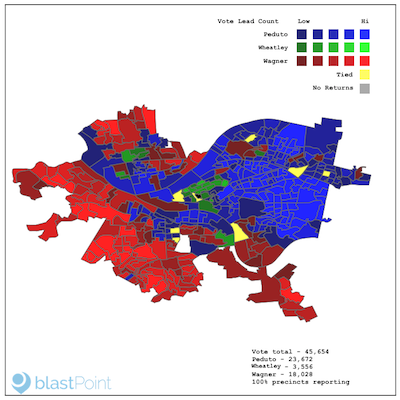 Vote Lead Count Low Hi
Peduto
Wheatley
Wagner
Tied
No Returns
Vote total - 45,654
Peduto - 23,672
Wheatley - 3,556
Wagner - 18,028
100% precincts reporting
blastPoint